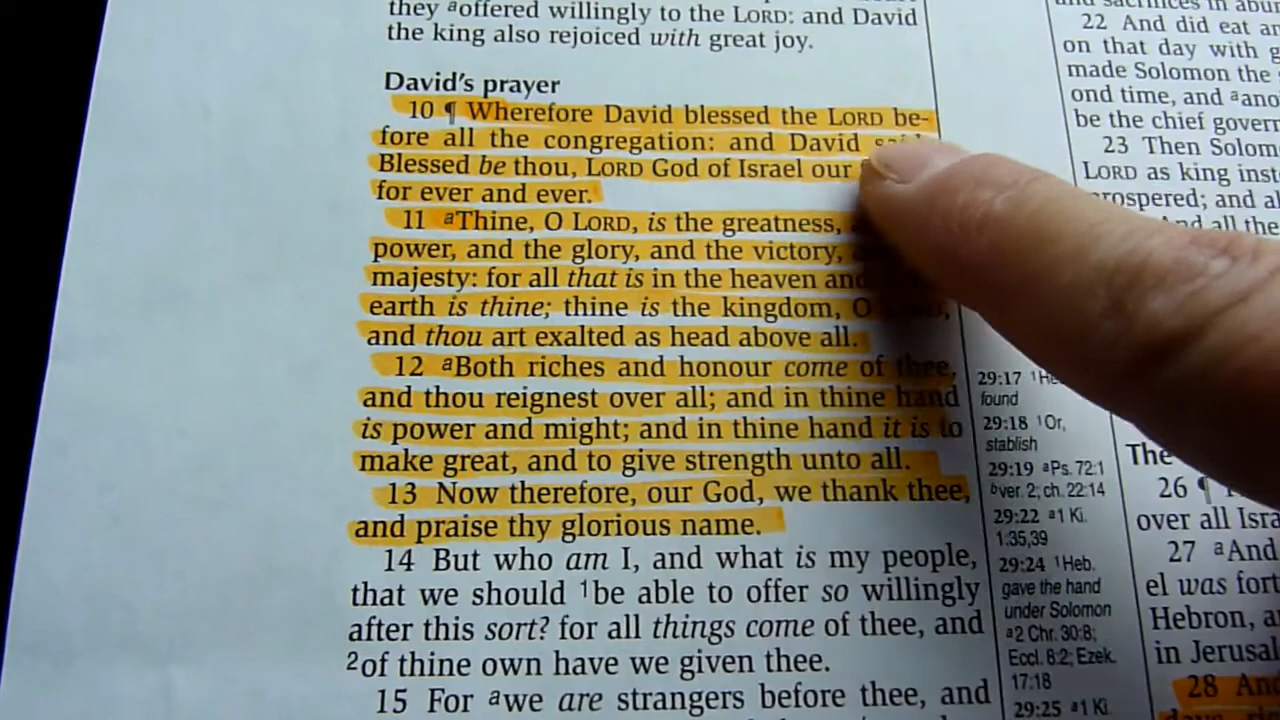 they aoffered willingly to the LORD: and David
the king also rejoiced with great joy.
David's prayer
10 ¶ Wherefore David blessed the LORD be-
fore all the congregation: and David
Blessed be thou, LORD God of Israel our
for ever and ever.
11 aThine, O LORD, is the greatness,
power, and the glory, and the victory,
majesty: for all that is in the heaven and
earth is thine; thine is the kingdom, O
and thou art exalted as head above all.
12 aBoth riches and honour come of thee,
and thou reignest over all; and in thine hand
is power and might; and in thine hand it is to
make great, and to give strength unto all.
13 Now therefore, our God, we thank thee,
and praise thy glorious name.
14 But who am I, and what is my people,
that we should 1be able to offer so willingly
after this sort? for all things come of thee, and
2of thine own have we given thee.
15 For awe are strangers before thee, and
29:17 1He
found
29:18 1Or,
stablish
29:19 aPs. 72:1
bver. 2; ch. 22:14
29:22 a1 Ki.
1:35,39
29:24 1Heb.
gave the hand
under Solomon
a2 Chr. 30:8;
Eccl. 8:2; Ezek.
17:18
29:25 a1 Ki.
22 And did eat an
on that day with g
made Solomon the
ond time, and aano
be the chief govern
23 Then Solom
LORD as king inst
prospered; and al
And all the
The
26 ¶
over all Isra
27 aAnd
el was fort
Hebron, a
in Jerusal
28 And